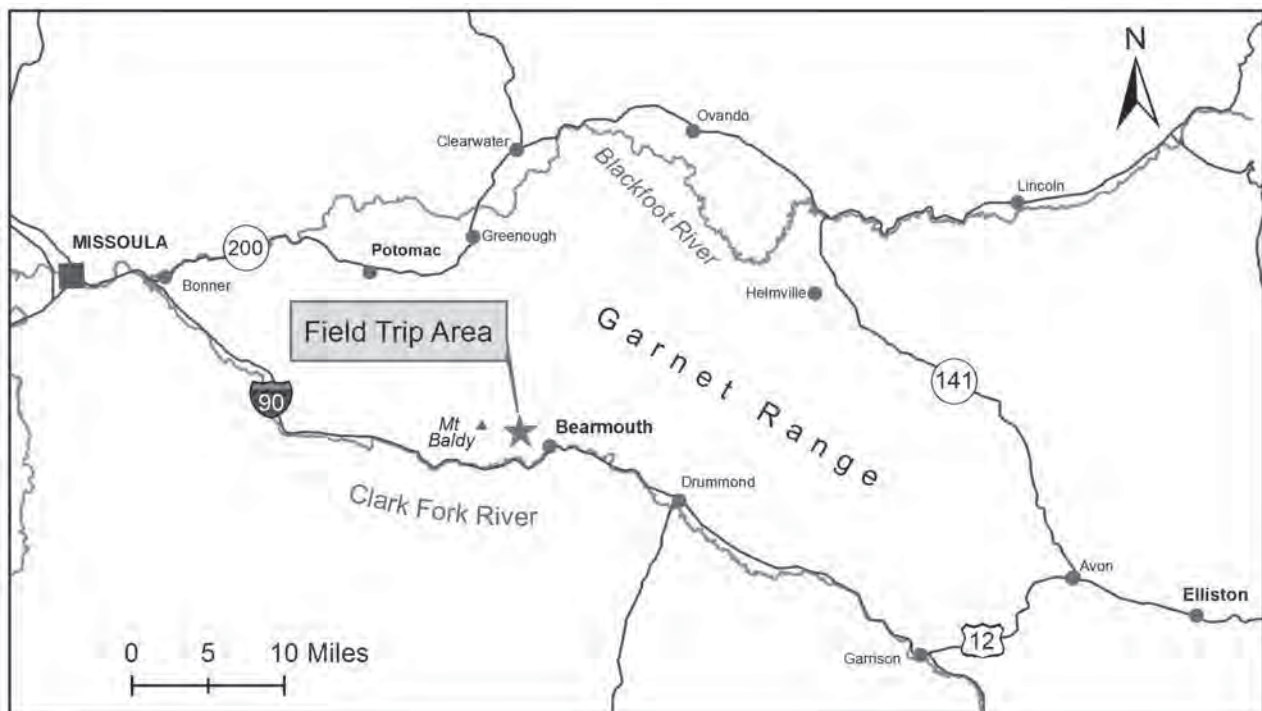 N
Ovando
Clearwater
Blackfoot River
Lincoln
MISSOULA
200
Potomac
Greenough
Bonner
Helmville
Field Trip Area
Garnet Range
141
90
Mt
Baldy
Bearmouth
Drummond
Clark Fork River
Avon
Elliston
12
Garrison
0 5 10 Miles